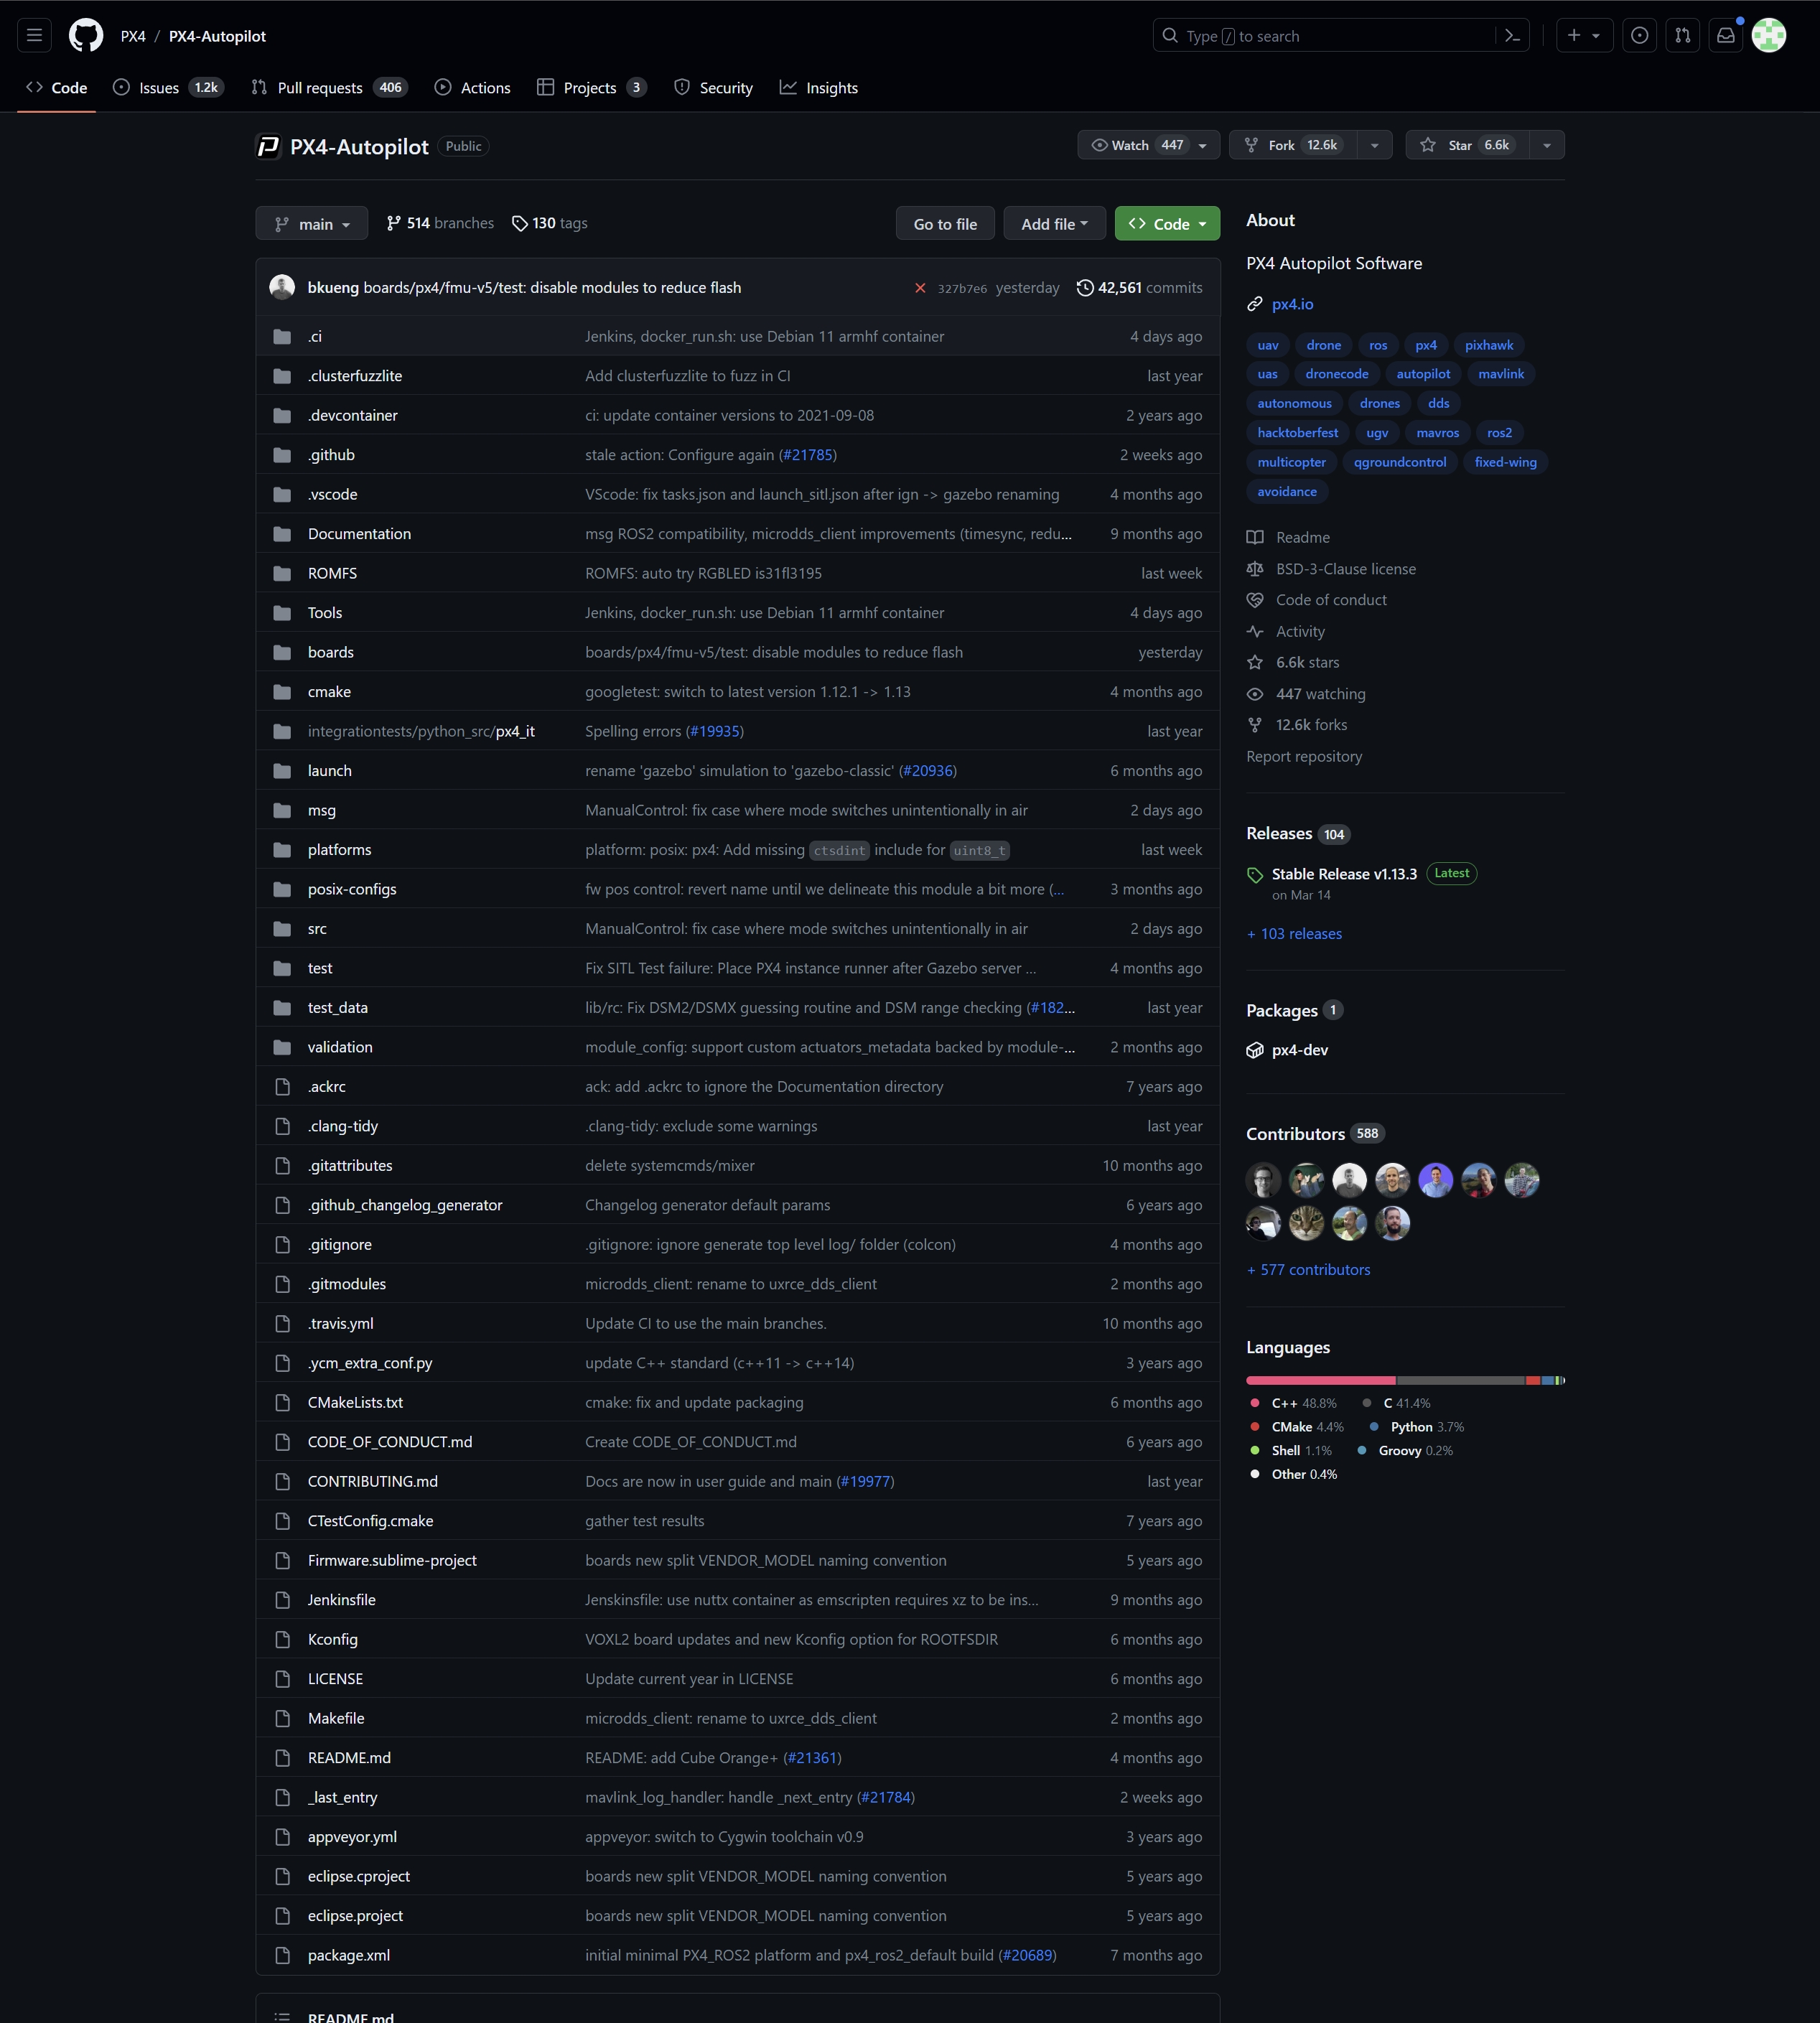 PX4 / PX4-Autopilot
Type / to search
Code Issues 1.2k Pull requests 406 Actions Projects 3 Security Insights
PX4-Autopilot Public
Watch 447 Fork 12.6k Star 6.6k
main 514 branches 130 tags
Go to file Add file Code
bkueng boards/px4/fmu-v5/test: disable modules to reduce flash 327b7e6 yesterday 42,561 commits
.ci Jenkins, docker_run.sh: use Debian 11 armhf container 4 days ago
.clusterfuzzlite Add clusterfuzzlite to fuzz in CI last year
.devcontainer ci: update container versions to 2021-09-08 2 years ago
.github stale action: Configure again (#21785) 2 weeks ago
.vscode VScode: fix tasks.json and launch_sitl.json after ign -> gazebo renaming 4 months ago
Documentation msg ROS2 compatibility, microdds_client improvements (timesync, redu... 9 months ago
ROMFS ROMFS: auto try RGBLED is31fl3195 last week
Tools Jenkins, docker_run.sh: use Debian 11 armhf container 4 days ago
boards boards/px4/fmu-v5/test: disable modules to reduce flash yesterday
cmake googletest: switch to latest version 1.12.1 -> 1.13 4 months ago
integrationtests/python_src/px4_it Spelling errors (#19935) last year
launch rename 'gazebo' simulation to 'gazebo-classic' (#20936) 6 months ago
msg ManualControl: fix case where mode switches unintentionally in air 2 days ago
platforms platform: posix: px4: Add missing ctsdint include for uint8_t last week
posix-configs fw pos control: revert name until we delineate this module a bit more (... 3 months ago
src ManualControl: fix case where mode switches unintentionally in air 2 days ago
test Fix SITL Test failure: Place PX4 instance runner after Gazebo server ... 4 months ago
test_data lib/rc: Fix DSM2/DSMX guessing routine and DSM range checking (#182... last year
validation module_config: support custom actuators_metadata backed by module-... 2 months ago
.ackrc ack: add .ackrc to ignore the Documentation directory 7 years ago
.clang-tidy .clang-tidy: exclude some warnings last year
.gitattributes delete systemcmds/mixer 10 months ago
.github_changelog_generator Changelog generator default params 6 years ago
.gitignore .gitignore: ignore generate top level log/ folder (colcon) 4 months ago
.gitmodules microdds_client: rename to uxrce_dds_client 2 months ago
.travis.yml Update CI to use the main branches. 10 months ago
.ycm_extra_conf.py update C++ standard (c++11 -> c++14) 3 years ago
CMakeLists.txt cmake: fix and update packaging 6 months ago
CODE_OF_CONDUCT.md Create CODE_OF_CONDUCT.md 6 years ago
CONTRIBUTING.md Docs are now in user guide and main (#19977) last year
CTestConfig.cmake gather test results 7 years ago
Firmware.sublime-project boards new split VENDOR_MODEL naming convention 5 years ago
Jenkinsfile Jenskinsfile: use nuttx container as emscripten requires xz to be ins... 9 months ago
Kconfig VOXL2 board updates and new Kconfig option for ROOTFSDIR 6 months ago
LICENSE Update current year in LICENSE 6 months ago
Makefile microdds_client: rename to uxrce_dds_client 2 months ago
README.md README: add Cube Orange+ (#21361) 4 months ago
_last_entry mavlink_log_handler: handle _next_entry (#21784) 2 weeks ago
appveyor.yml appveyor: switch to Cygwin toolchain v0.9 3 years ago
eclipse.cproject boards new split VENDOR_MODEL naming convention 5 years ago
eclipse.project boards new split VENDOR_MODEL naming convention 5 years ago
package.xml initial minimal PX4_ROS2 platform and px4_ros2_default build (#20689) 7 months ago
README.md
About
PX4 Autopilot Software
px4.io
uav drone ros px4 pixhawk
uas dronecode autopilot mavlink
autonomous drones dds
hacktoberfest ugv mavros ros2
multicopter qgroundcontrol fixed-wing
avoidance
Readme
BSD-3-Clause license
Code of conduct
Activity
6.6k stars
447 watching
12.6k forks
Report repository
Releases 104
Stable Release v1.13.3 Latest
on Mar 14
+ 103 releases
Packages 1
px4-dev
Contributors 588
+ 577 contributors
Languages
C++ 48.8% C 41.4%
CMake 4.4% Python 3.7%
Shell 1.1% Groovy 0.2%
Other 0.4%